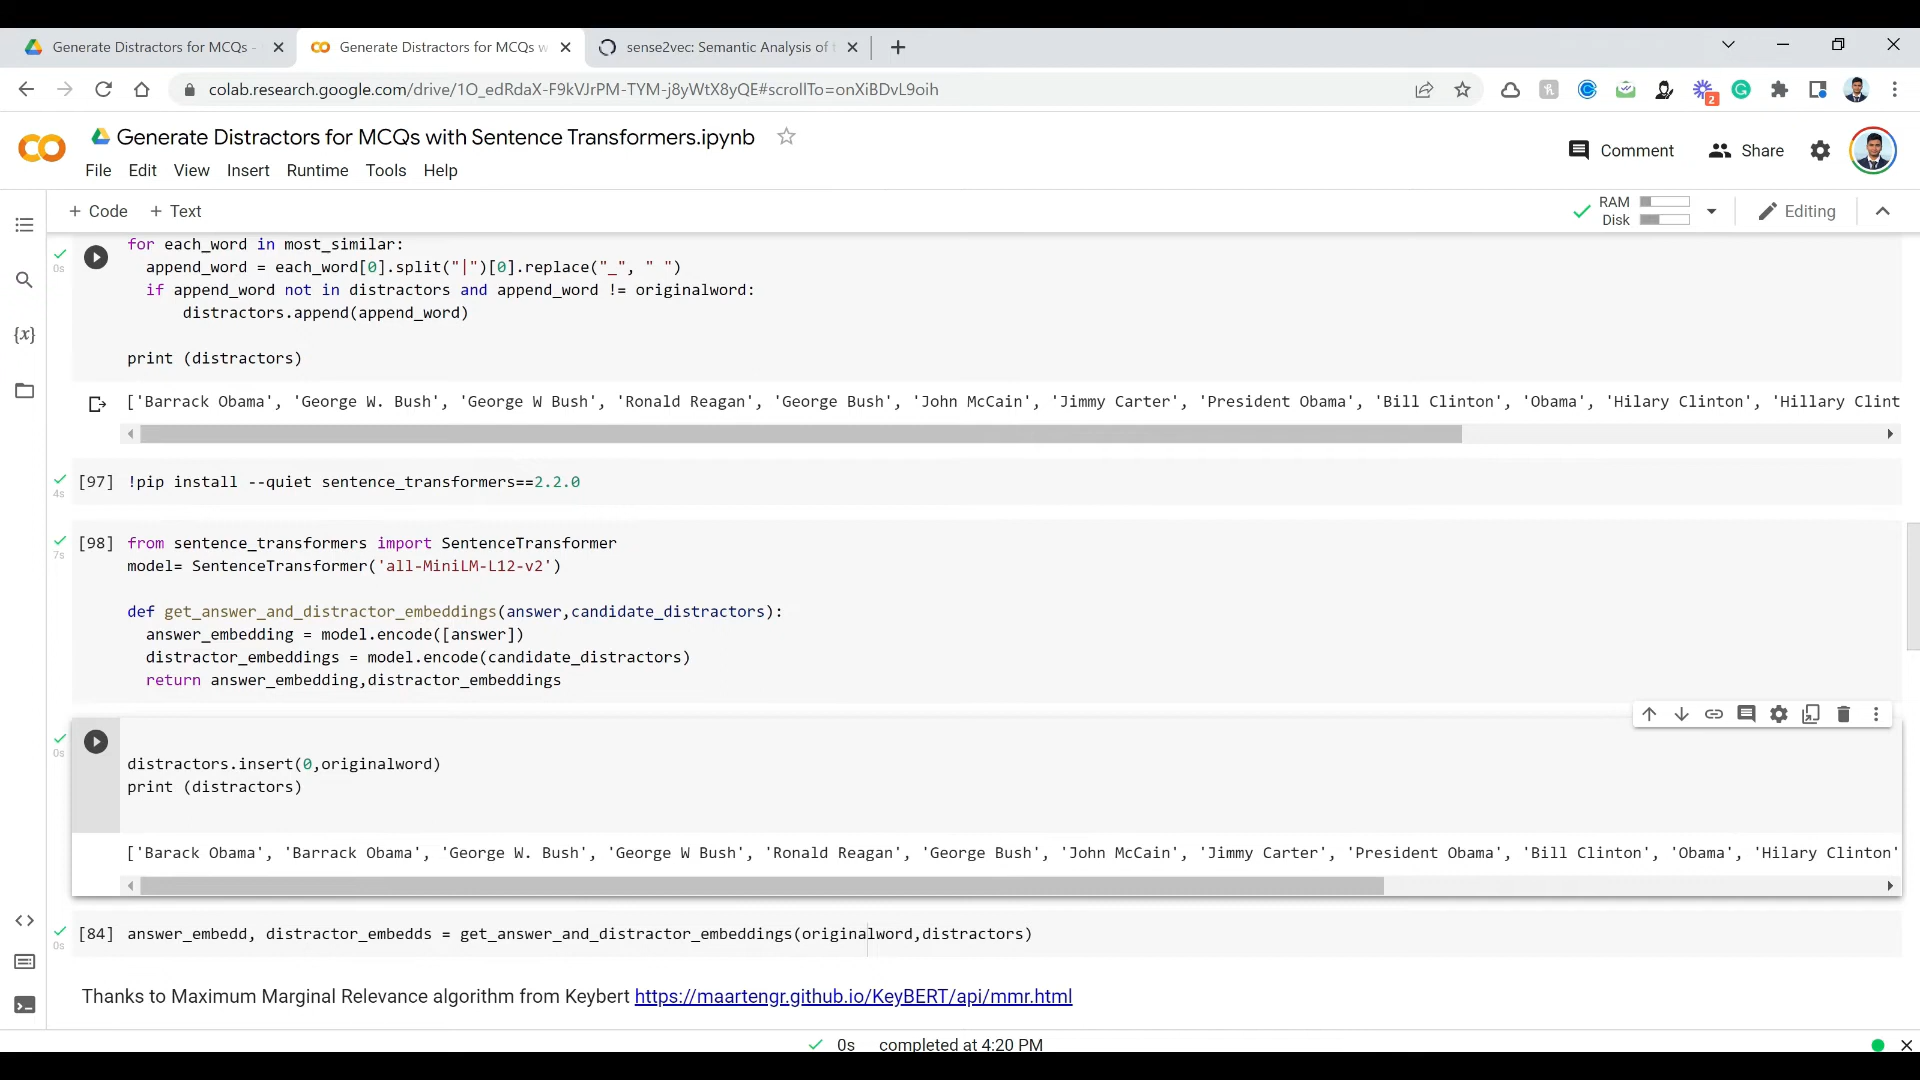 Generate Distractors for MCQs -
Generate Distractors for MCQs w
sense2vec: Semantic Analysis of t
colab.research.google.com/drive/1O_edRdaX-F9kVJrPM-TYM-j8yWtX8yQE#scrollTo=onXiBDvL9oih
2
Generate Distractors for MCQs with Sentence Transformers.ipynb
Comment
Share
File Edit View Insert Runtime Tools Help
+ Code + Text
RAM
Disk
Editing
0s
for each_word in most_similar:
append_word = each_word[0].split("|")[0].replace("_", " ")
if append_word not in distractors and append_word != originalword:
distractors.append(append_word)
print (distractors)
['Barrack Obama', 'George W. Bush', 'George W Bush', 'Ronald Reagan', 'George Bush', 'John McCain', 'Jimmy Carter', 'President Obama', 'Bill Clinton', 'Obama', 'Hilary Clinton', 'Hillary Clint
4s
[97] !pip install --quiet sentence_transformers==2.2.0
7s
[98] from sentence_transformers import SentenceTransformer
model= SentenceTransformer('all-MiniLM-L12-v2')
def get_answer_and_distractor_embeddings(answer,candidate_distractors):
answer_embedding = model.encode([answer])
distractor_embeddings = model.encode(candidate_distractors)
return answer_embedding,distractor_embeddings
0s
distractors.insert(0,originalword)
print (distractors)
['Barack Obama', 'Barrack Obama', 'George W. Bush', 'George W Bush', 'Ronald Reagan', 'George Bush', 'John McCain', 'Jimmy Carter', 'President Obama', 'Bill Clinton', 'Obama', 'Hilary Clinton'
0s
[84] answer_embedd, distractor_embedds = get_answer_and_distractor_embeddings(originalword,distractors)
Thanks to Maximum Marginal Relevance algorithm from Keybert https://maartengr.github.io/KeyBERT/api/mmr.html
0s completed at 4:20 PM